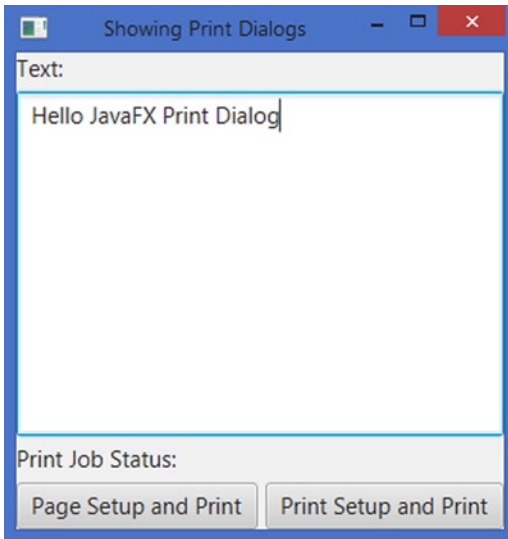 Showing Print Dialogs
Text:
Hello JavaFX Print Dialog
Print Job Status:
Page Setup and Print Print Setup and Print